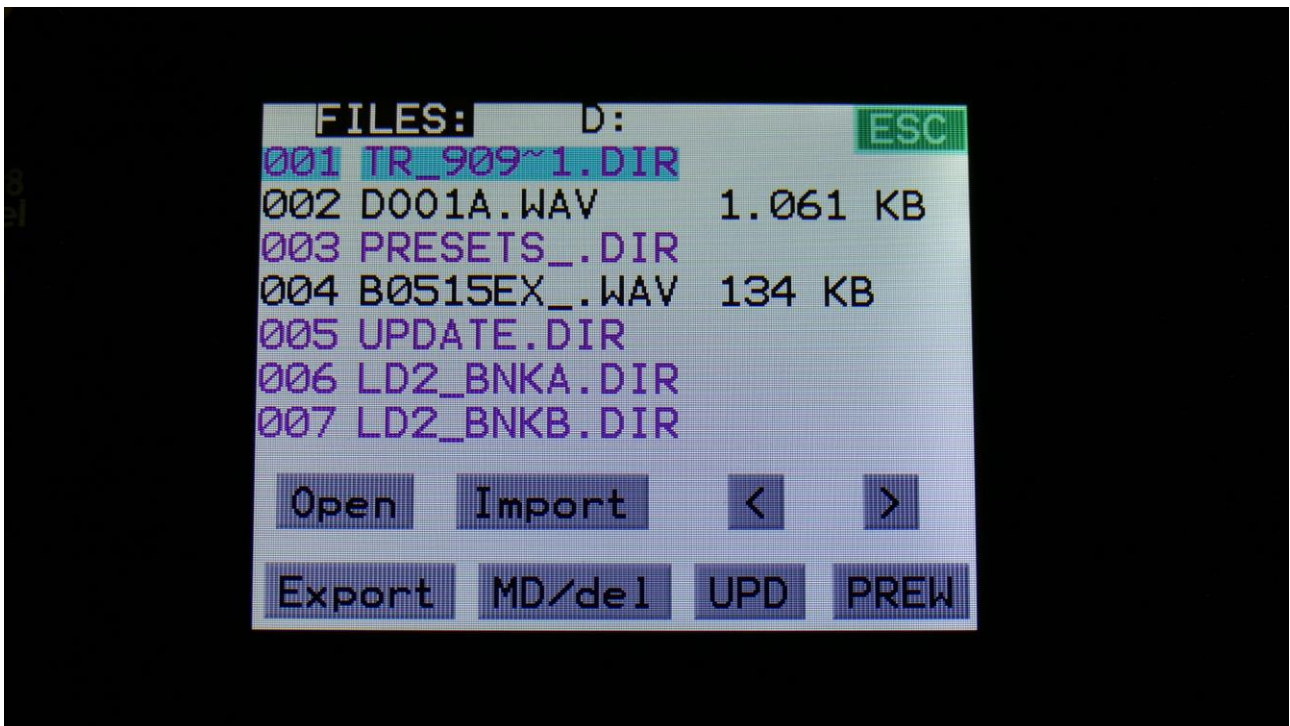 FILES: D: ESC
001 TR_909~1.DIR
002 D001A.WAV 1.061 KB
003 PRESETS_.DIR
004 B0515EX_.WAV 134 KB
005 UPDATE.DIR
006 LD2_BNKA.DIR
007 LD2_BNKB.DIR
Open Import < >
Export MD/del UPD PREW